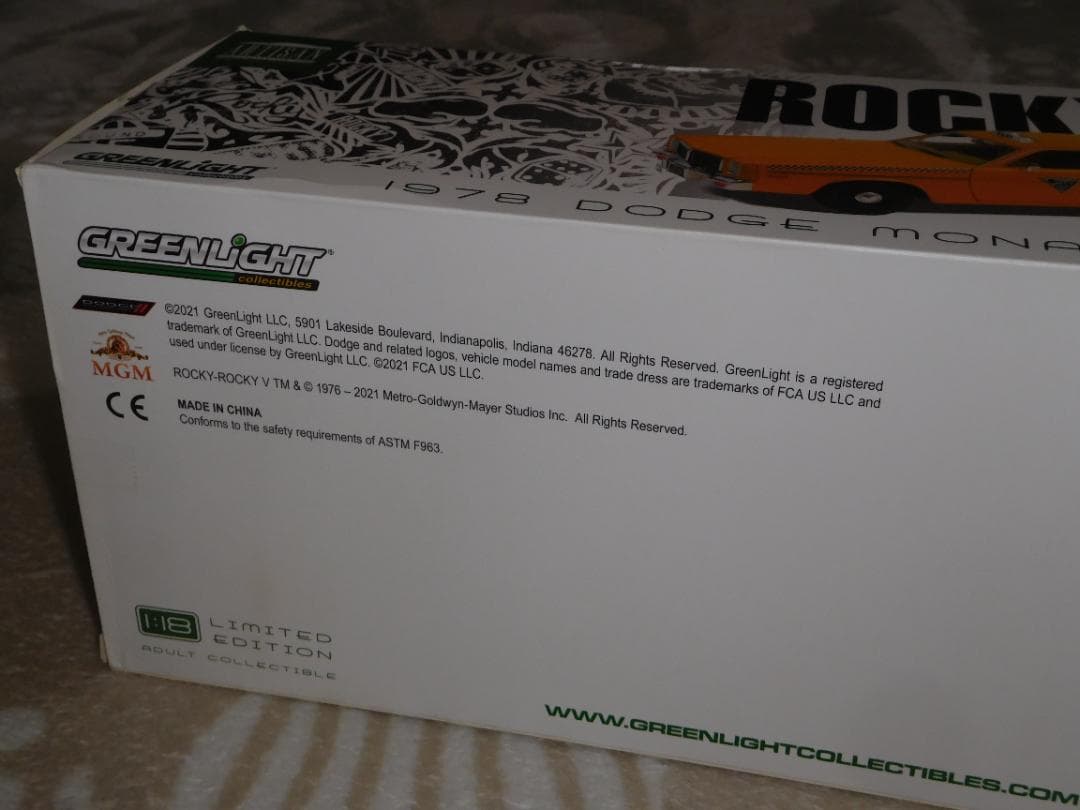 ROCKY
GREENLiGHT
1978 DODGE MONA
GREENLiGHT®
collectibles
DODGE
©2021 GreenLight LLC, 5901 Lakeside Boulevard, Indianapolis, Indiana 46278. All Rights Reserved. GreenLight is a registered
trademark of GreenLight LLC. Dodge and related logos, vehicle model names and trade dress are trademarks of FCA US LLC and
used under license by GreenLight LLC. ©2021 FCA US LLC.
MGM
ROCKY-ROCKY V TM & © 1976 – 2021 Metro-Goldwyn-Mayer Studios Inc. All Rights Reserved.
CE
MADE IN CHINA
Conforms to the safety requirements of ASTM F963.
1:18 LIMITED
EDITION
ADULT COLLECTIBLE
WWW.GREENLIGHTCOLLECTIBLES.COM